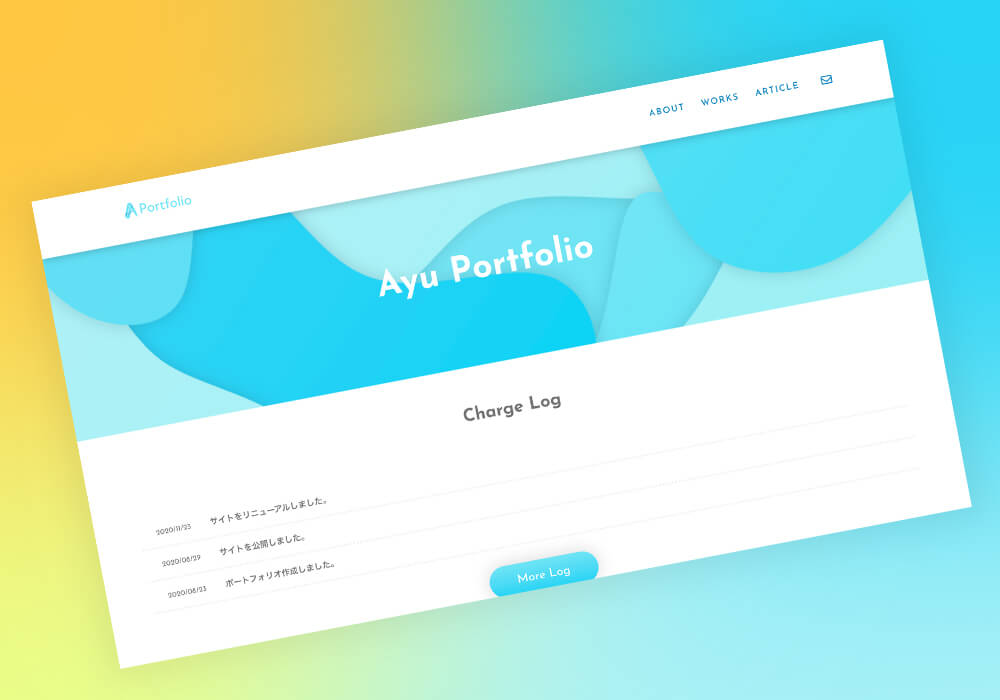 Portfolio
ABOUT WORKS ARTICLE
Ayu Portfolio
Charge Log
2020/11/23 サイトをリニューアルしました。
2020/08/29 サイトを公開しました。
2020/08/23 ポートフォリオ作成しました。
More Log